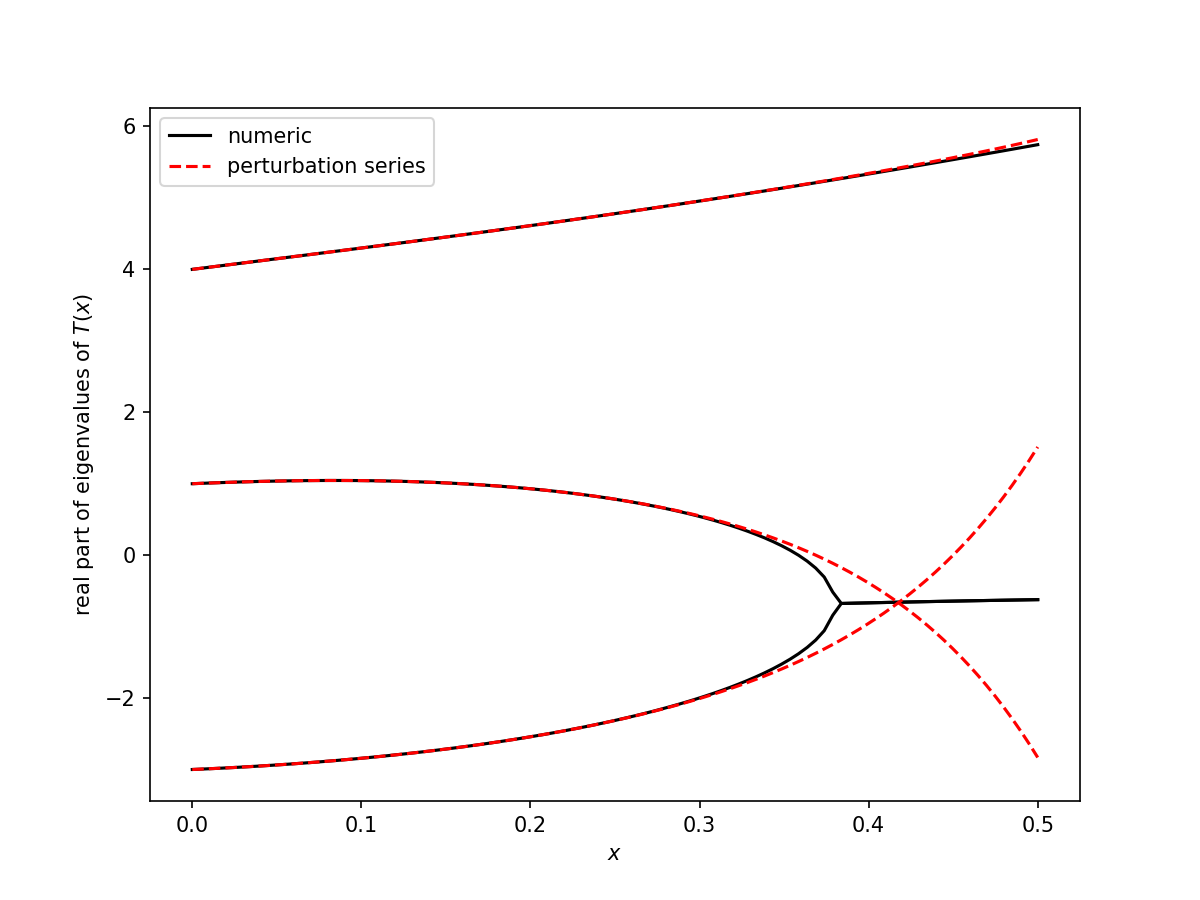 numeric
perturbation series
real part of eigenvalues of T(x)
6
4
2
0
−2
0.0 0.1 0.2 0.3 0.4 0.5
x